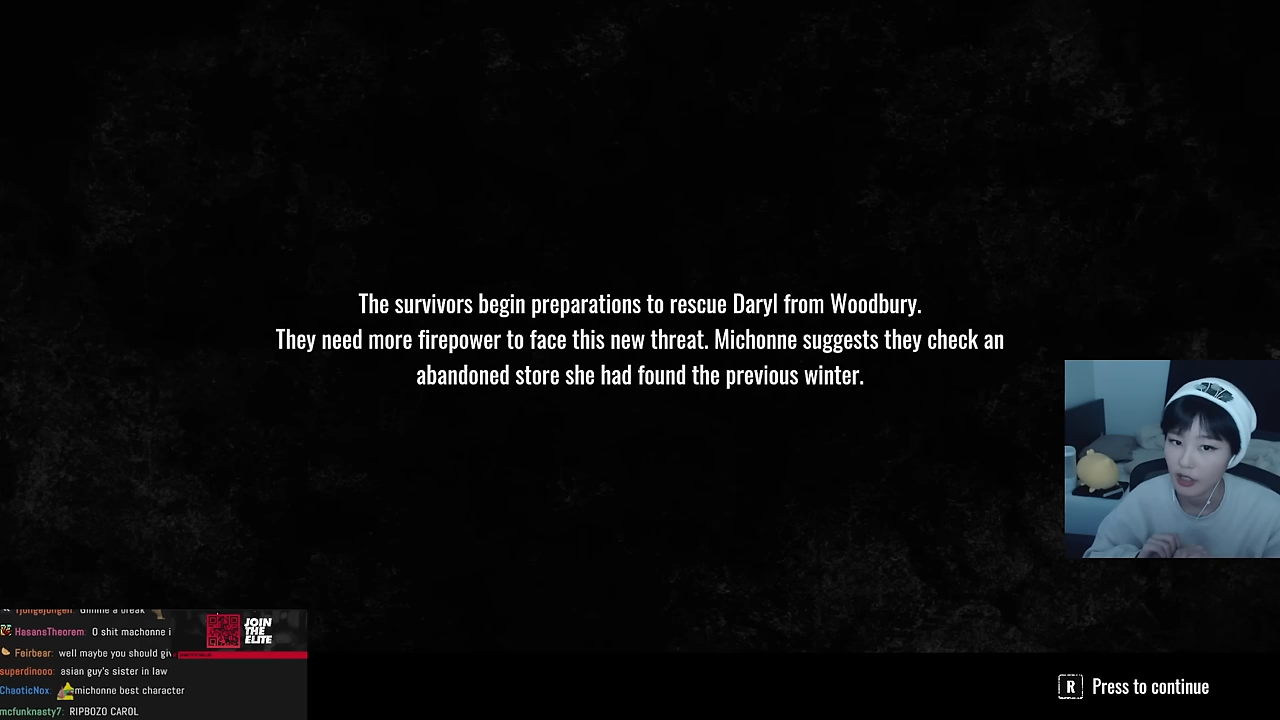 The survivors begin preparations to rescue Daryl from Woodbury.
They need more firepower to face this new threat. Michonne suggests they check an
abandoned store she had found the previous winter.
Gimme a break
HasansTheorem: O shit machonne i
Feirbear: well maybe you should giv
superdinooo: asian guy's sister in law
ChaoticNox: michonne best character
mcfunknasty7: RIPBOZO CAROL
JOIN
THE
ELITE
R Press to continue